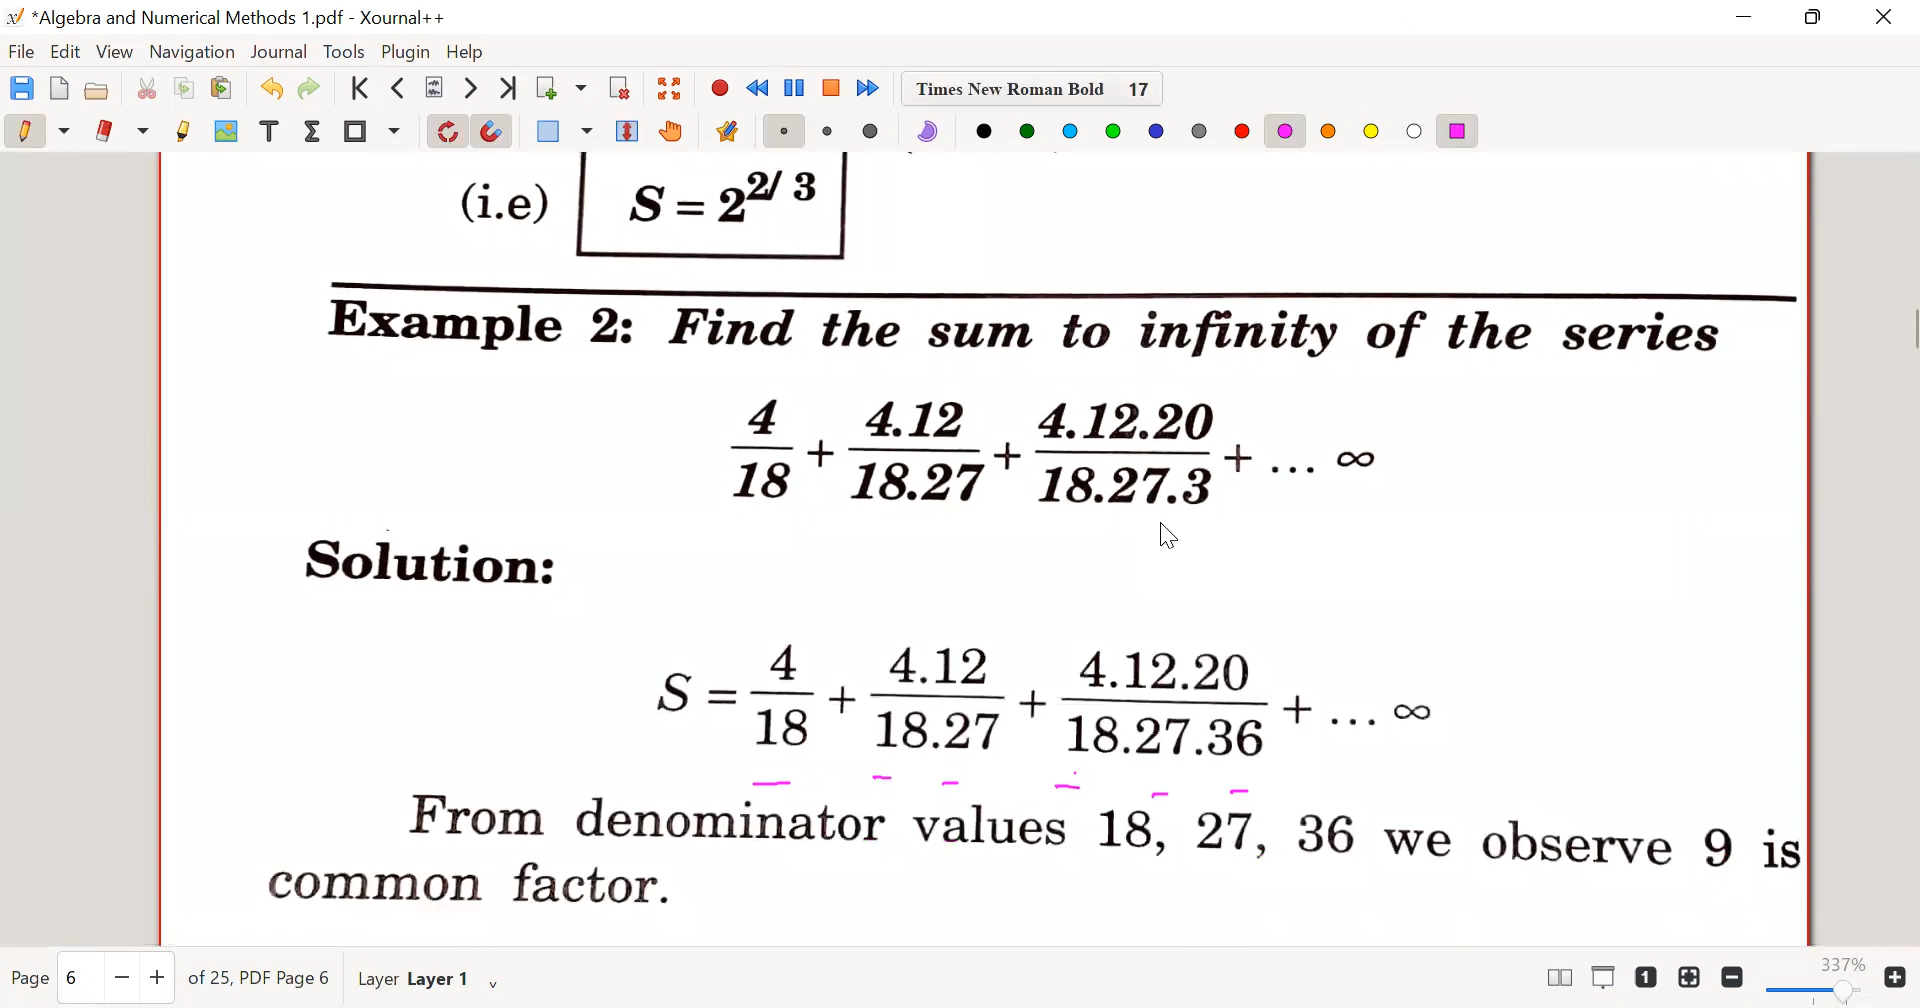 *Algebra and Numerical Methods 1.pdf - Xournal++
File Edit View Navigation Journal Tools Plugin Help
Times New Roman Bold 17
(i.e) S = 2^{2/3}
Example 2: Find the sum to infinity of the series
4/18 + 4.12/18.27 + 4.12.20/18.27.3 + ... ∞
Solution:
S = 4/18 + 4.12/18.27 + 4.12.20/18.27.36 + ... ∞
From denominator values 18, 27, 36 we observe 9 is
common factor.
Page 6 of 25, PDF Page 6 Layer Layer 1 337%